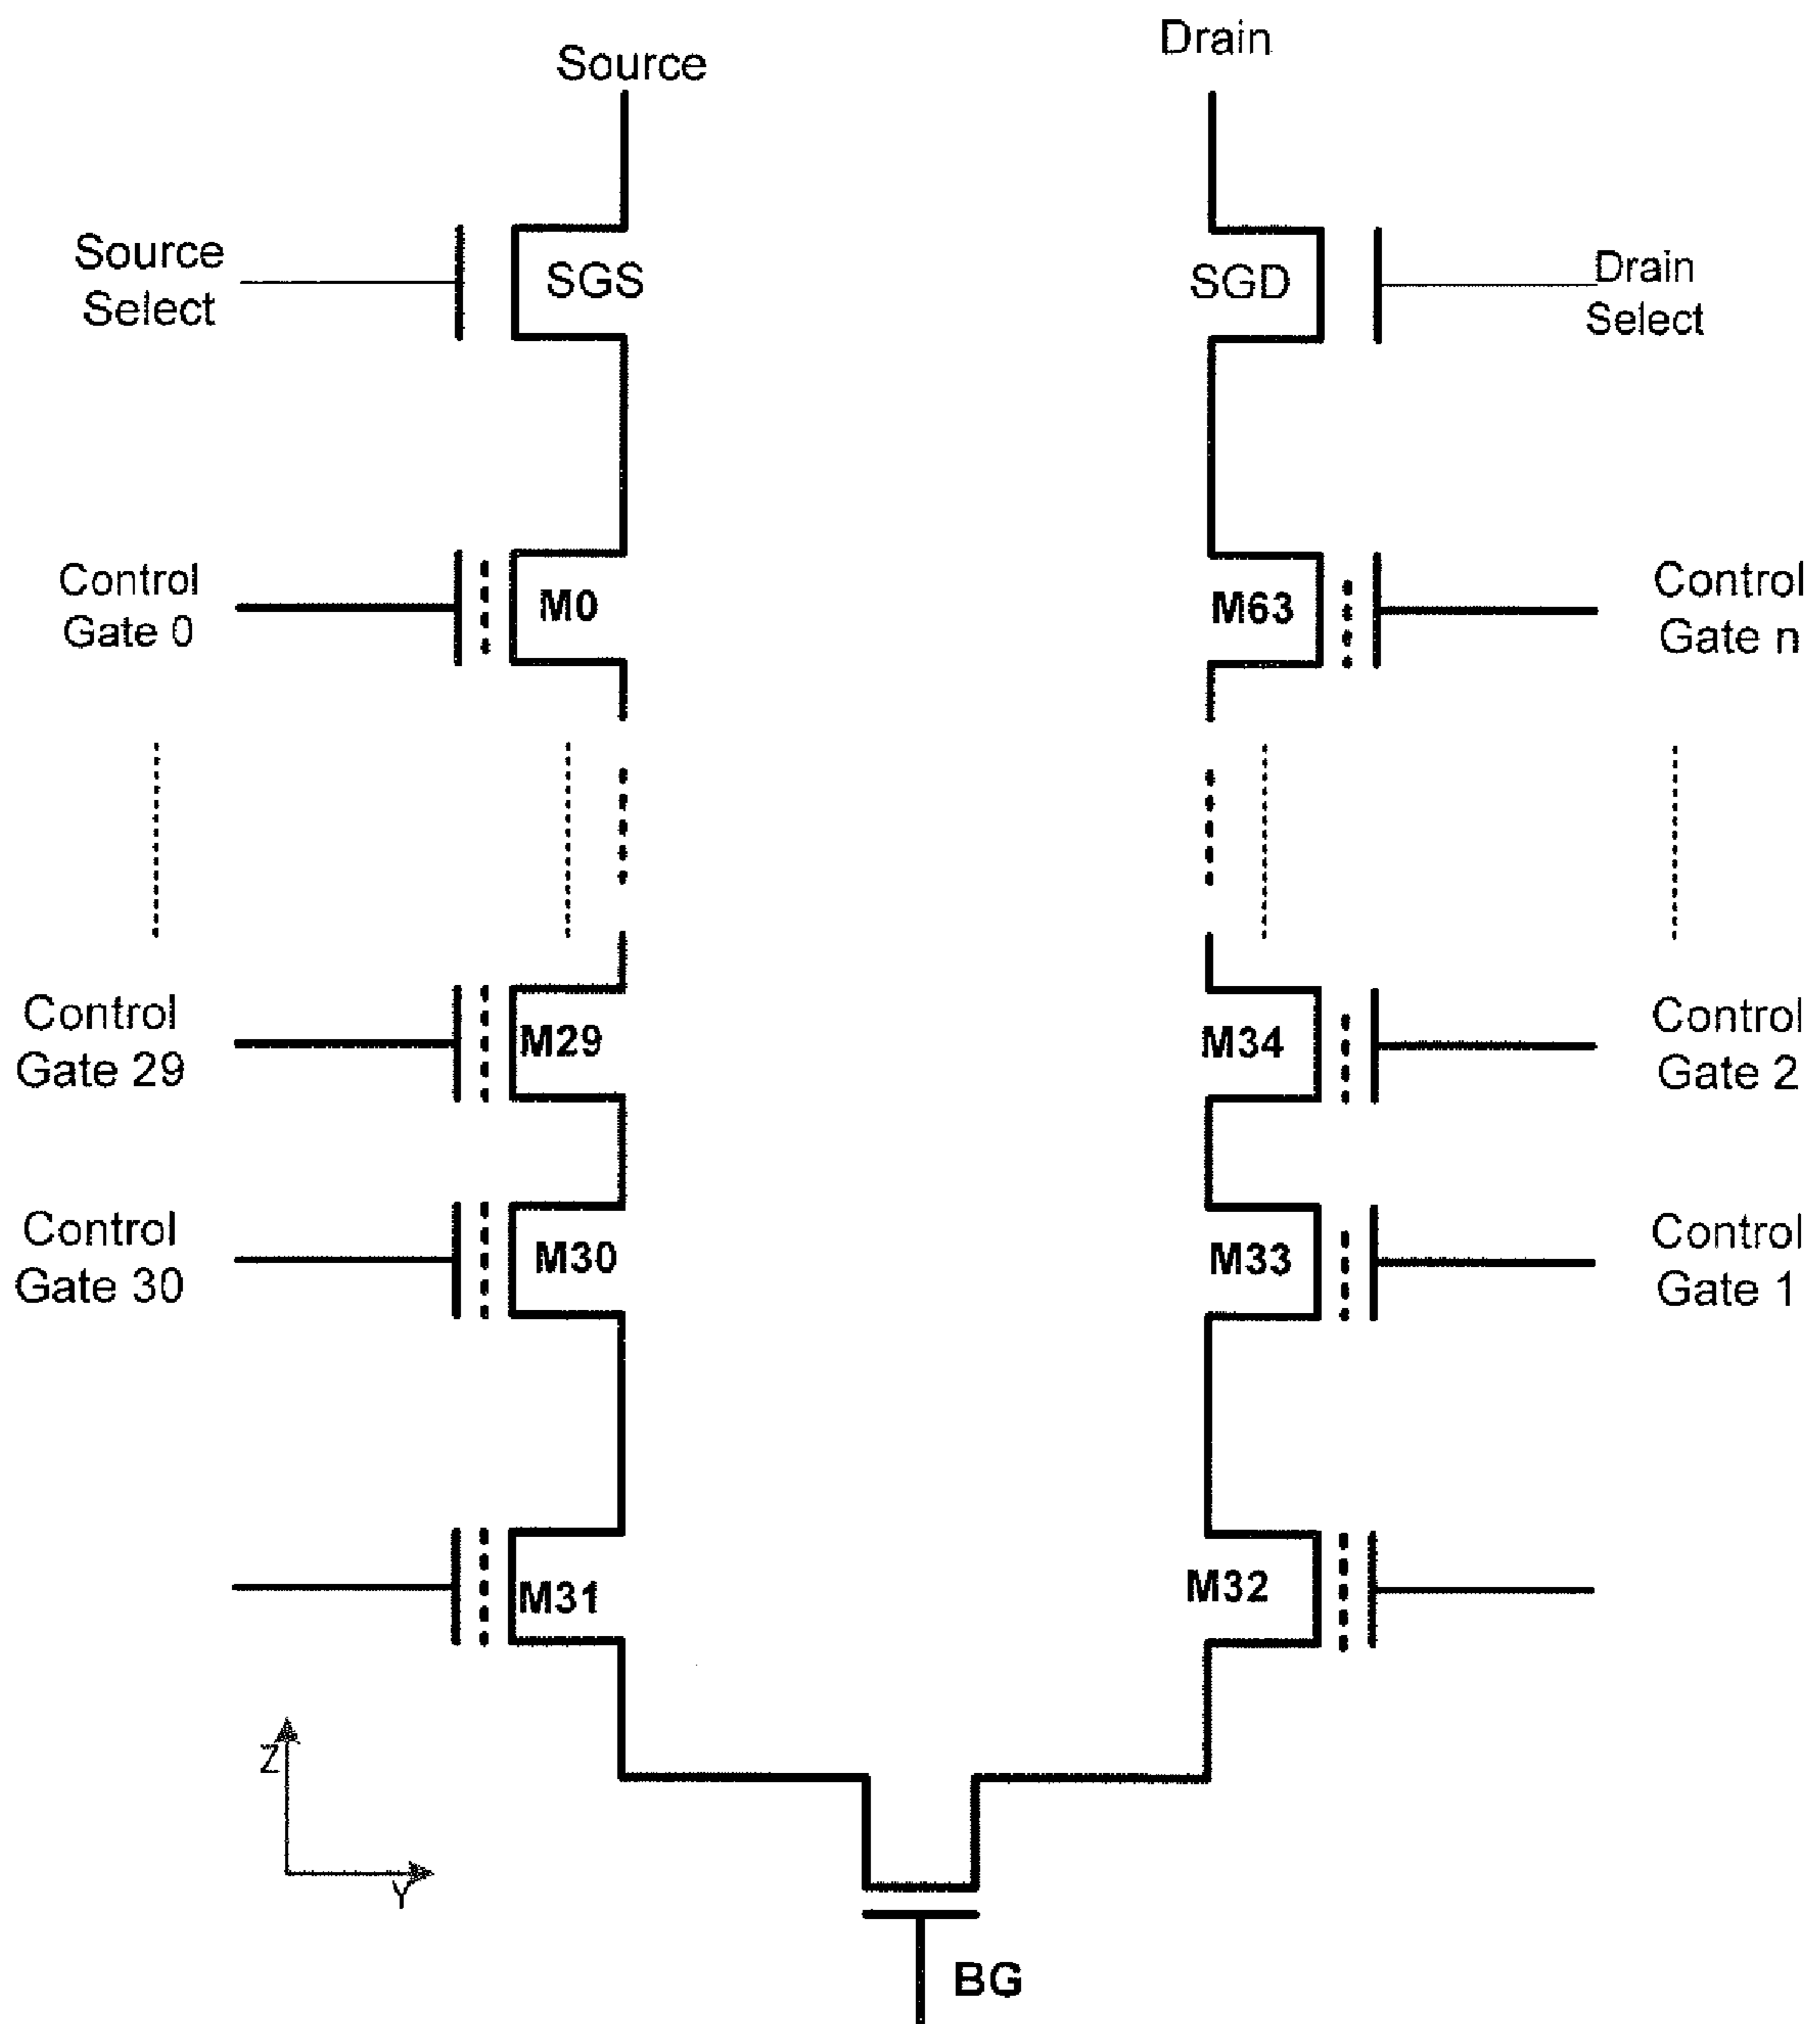 Source
Drain
Source
Select
SGS
SGD
Drain
Select
Control
Gate 0
M0
M63
Control
Gate n
Control
Gate 29
M29
M34
Control
Gate 2
Control
Gate 30
M30
M33
Control
Gate 1
M31
M32
Z
Y
BG